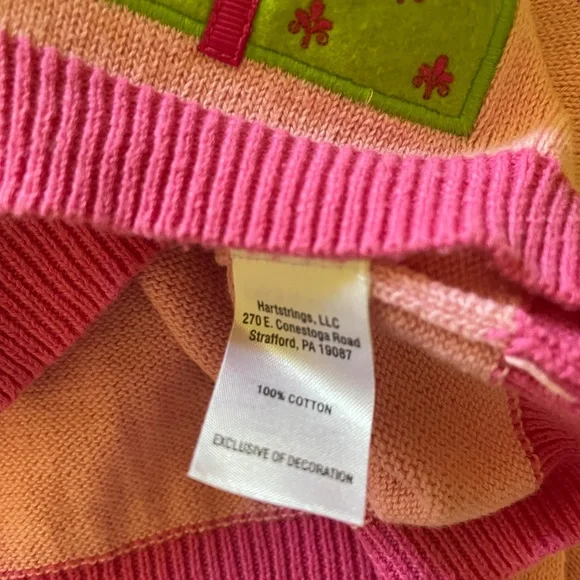 Hartstrings, LLC
270 E. Conestoga Road
Strafford, PA 19087
100% COTTON
EXCLUSIVE OF DECORATION